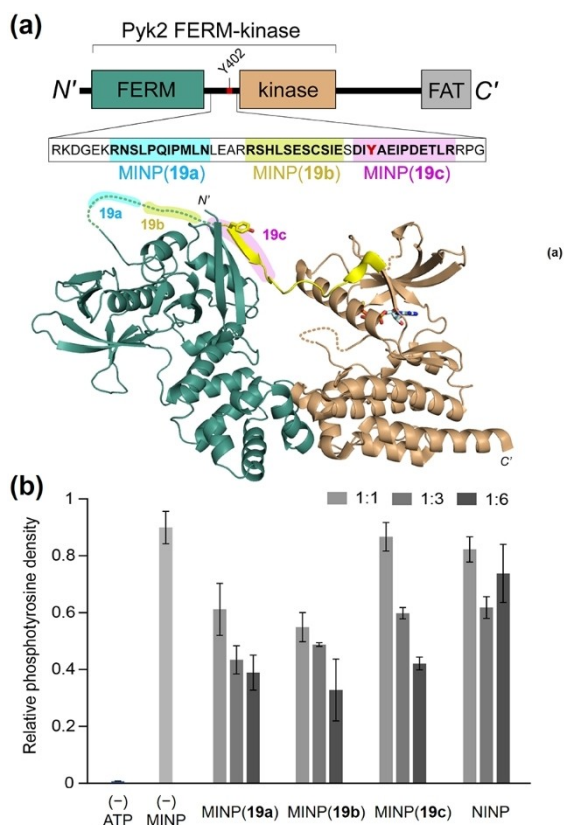 (a)
Pyk2 FERM-kinase
Y402
N' FERM kinase FAT C'
RKDGEKRNSLPQIPMLNLEARRSHLSESCSIESDIYAEIPDETLRRPG
MINP(19a) MINP(19b) MINP(19c)
N'
19a
19b
19c
(a)
C'
(b)
1:1 1:3 1:6
Relative phosphotyrosine density
1
0.8
0.6
0.4
0.2
0
(−) ATP
(−) MINP
MINP(19a) MINP(19b) MINP(19c) NINP